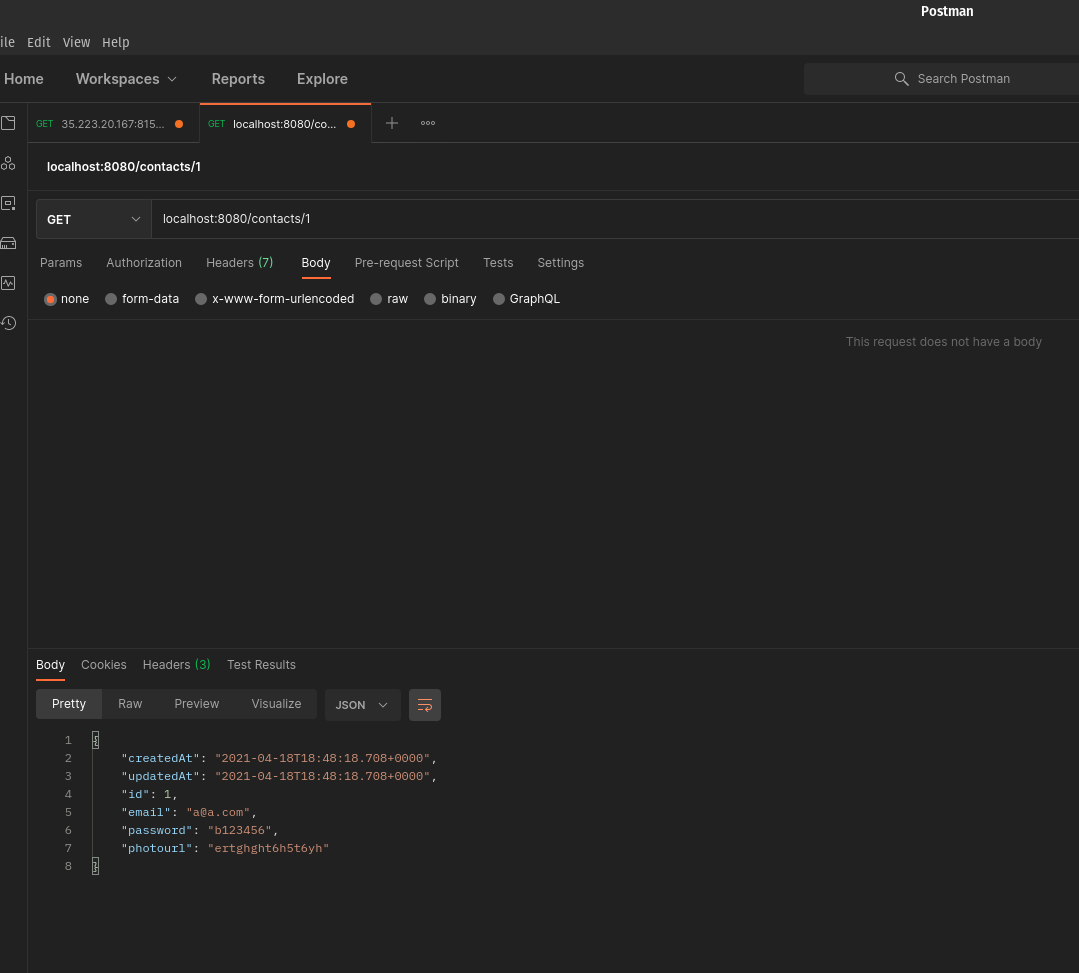 Postman
ile Edit View Help
Home Workspaces Reports Explore Search Postman
GET 35.223.20.167:815... GET localhost:8080/co...
localhost:8080/contacts/1
GET localhost:8080/contacts/1
Params Authorization Headers (7) Body Pre-request Script Tests Settings
none form-data x-www-form-urlencoded raw binary GraphQL
This request does not have a body
Body Cookies Headers (3) Test Results
Pretty Raw Preview Visualize JSON
1 {
2 "createdAt": "2021-04-18T18:48:18.708+0000",
3 "updatedAt": "2021-04-18T18:48:18.708+0000",
4 "id": 1,
5 "email": "a@a.com",
6 "password": "b123456",
7 "photourl": "ertghght6h5t6yh"
8 }